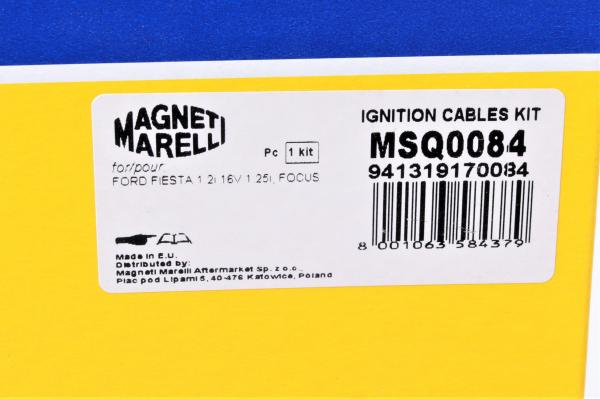 MAGNETI
MARELLI
Pc 1 kit
for/pour
FORD FIESTA 1.2i 16V 1.25i, FOCUS
IGNITION CABLES KIT
MSQ0084
941319170084
8 001063 584379
Made in E.U.
Distributed by:
Magneti Marelli Aftermarket Sp. z o.o.,
Plac pod Lipami 5, 40-476 Katowice, Poland